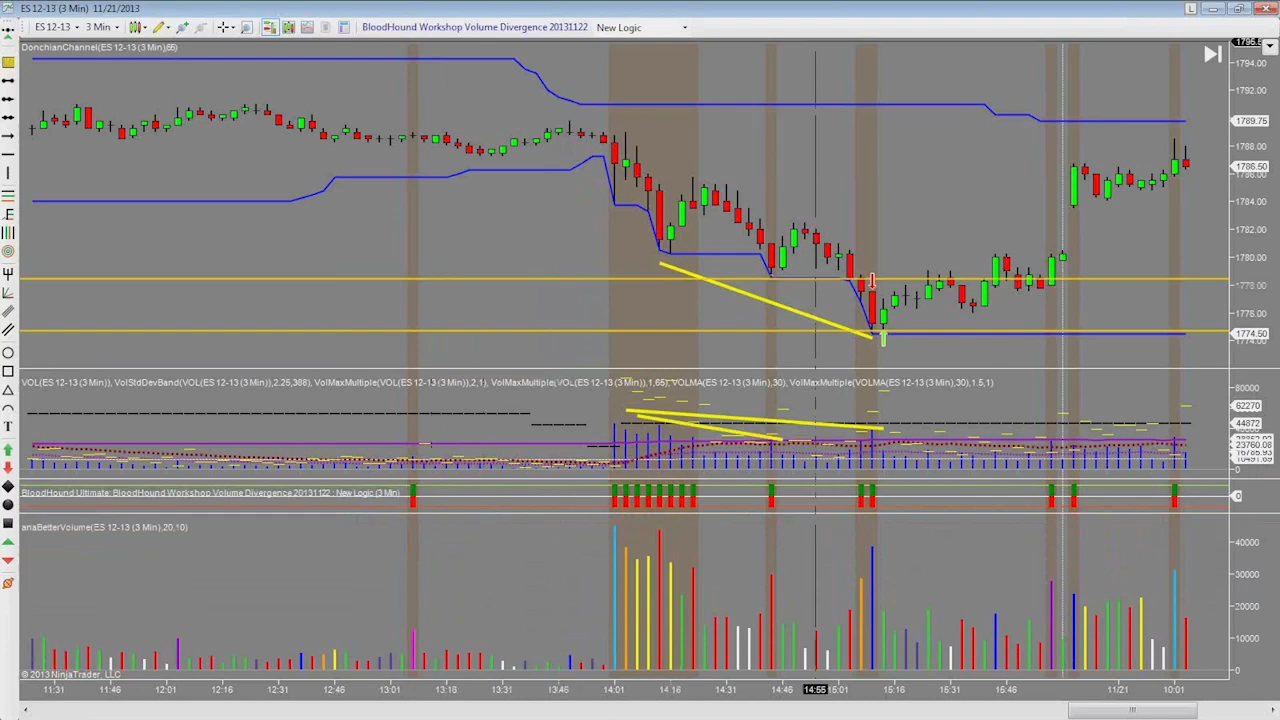 ES 12-13 (3 Min) 11/21/2013
ES 12-13 3 Min BloodHound Workshop Volume Divergence 20131122 New Logic
DonchianChannel(ES 12-13 (3 Min),65)
1794.00
1792.00
1789.75
1788.00
1786.50
1784.00
1782.00
1780.00
1778.00
1776.00
1774.50
VOL(ES 12-13 (3 Min)), VolStdDevBand(VOL(ES 12-13 (3 Min)),2.25,388), VolMaxMultiple(VOL(ES 12-13 (3 Min)),2,1), VolMaxMultiple(VOL(ES 12-13 (3 Min)),1,65), VOLMA(ES 12-13 (3 Min),30), VolMaxMultiple(VOLMA(ES 12-13 (3 Min),30),1.5,1)
80000
62270
44872
23760.08
0
BloodHound Ultimate: BloodHound Workshop Volume Divergence 20131122 : New Logic (3 Min)
0
anaBetterVolume(ES 12-13 (3 Min),20,10)
40000
30000
20000
10000
0
© 2013 NinjaTrader, LLC
11:31 11:46 12:01 12:16 12:31 12:46 13:01 13:16 13:31 13:46 14:01 14:16 14:31 14:46 14:55 15:01 15:16 15:31 15:46 11/21 10:01